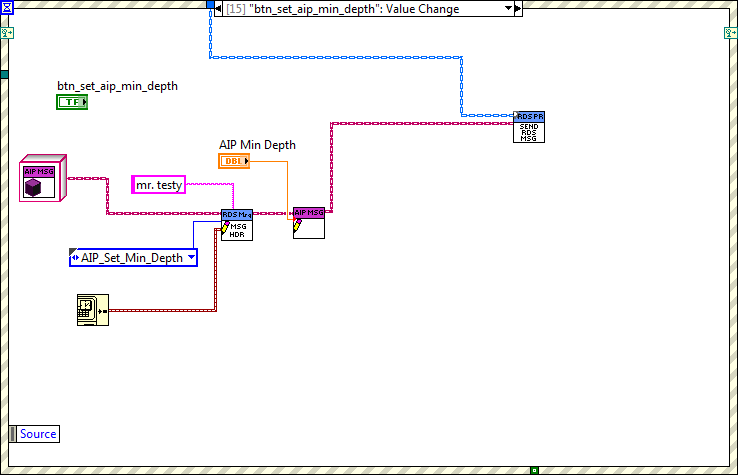 [15] "btn_set_aip_min_depth": Value Change
btn_set_aip_min_depth
TF
RDS PR
SEND
RDS
MSG
AIP Min Depth
DBL
AIP MSG
mr. testy
RDS Msg
MSG
HDR
AIP MSG
AIP_Set_Min_Depth
Source